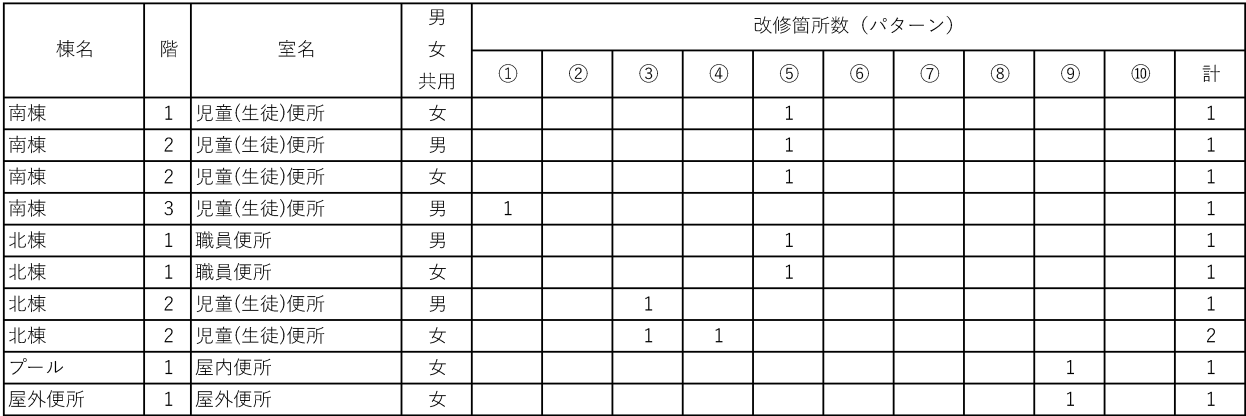 棟名 階 室名 男女共用 改修箇所数（パターン）
① ② ③ ④ ⑤ ⑥ ⑦ ⑧ ⑨ ⑩ 計
南棟 1 児童(生徒)便所 女 1 1
南棟 2 児童(生徒)便所 男 1 1
南棟 2 児童(生徒)便所 女 1 1
南棟 3 児童(生徒)便所 男 1 1
北棟 1 職員便所 男 1 1
北棟 1 職員便所 女 1 1
北棟 2 児童(生徒)便所 男 1 1
北棟 2 児童(生徒)便所 女 1 1 2
プール 1 屋内便所 女 1 1
屋外便所 1 屋外便所 女 1 1